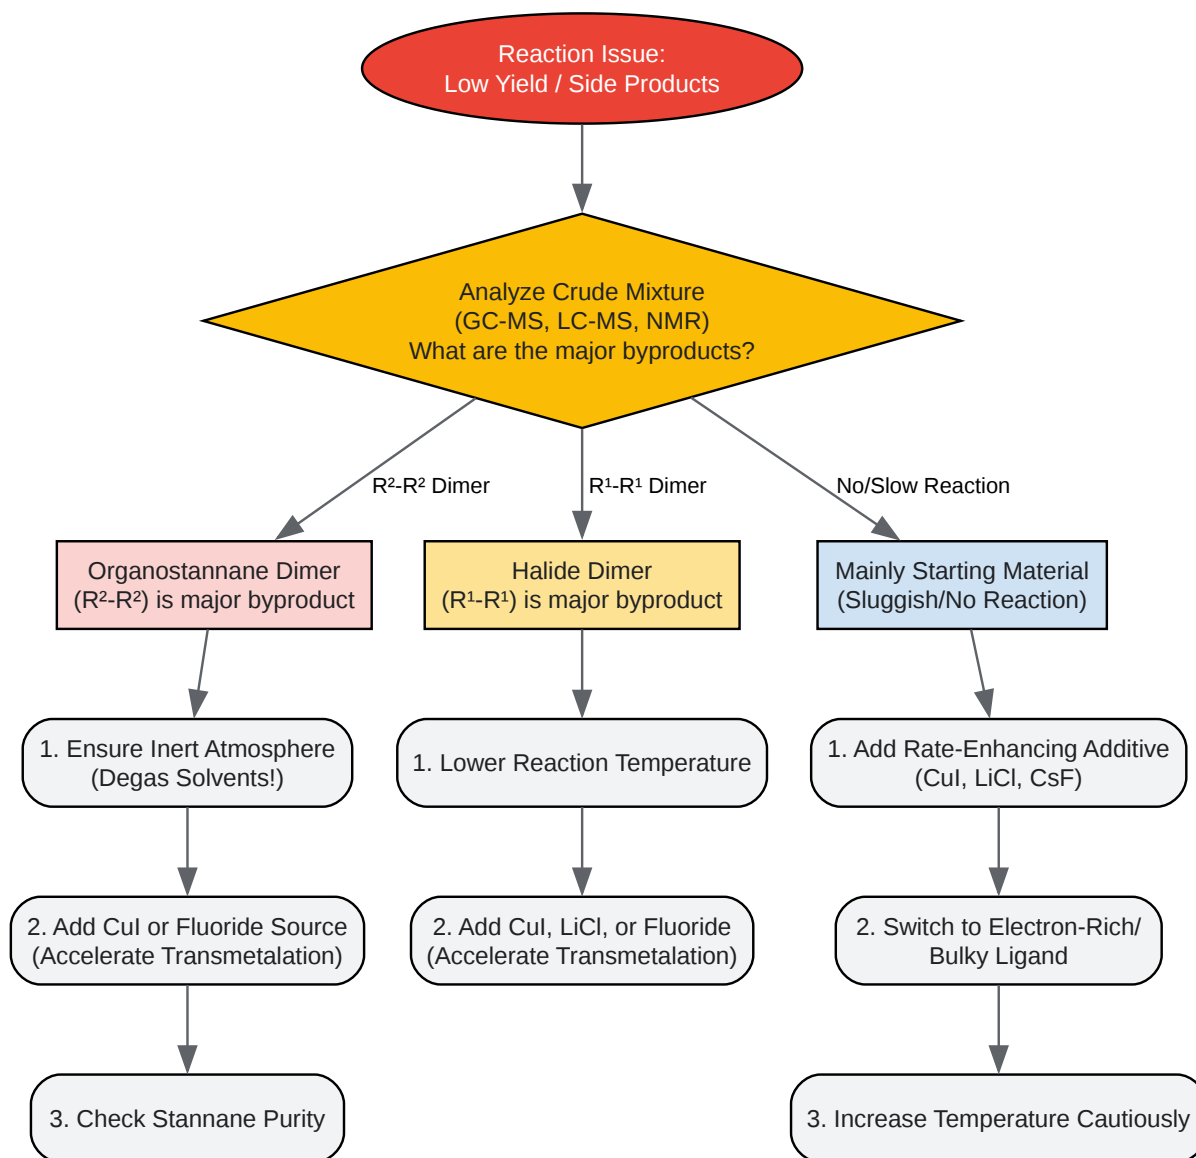 Reaction Issue:
Low Yield / Side Products
Analyze Crude Mixture
(GC-MS, LC-MS, NMR)
What are the major byproducts?
R²-R² Dimer
R¹-R¹ Dimer
No/Slow Reaction
Organostannane Dimer
(R²-R²) is major byproduct
Halide Dimer
(R¹-R¹) is major byproduct
Mainly Starting Material
(Sluggish/No Reaction)
1. Ensure Inert Atmosphere
(Degas Solvents!)
1. Lower Reaction Temperature
1. Add Rate-Enhancing Additive
(CuI, LiCl, CsF)
2. Add CuI or Fluoride Source
(Accelerate Transmetalation)
2. Add CuI, LiCl, or Fluoride
(Accelerate Transmetalation)
2. Switch to Electron-Rich/
Bulky Ligand
3. Check Stannane Purity
3. Increase Temperature Cautiously